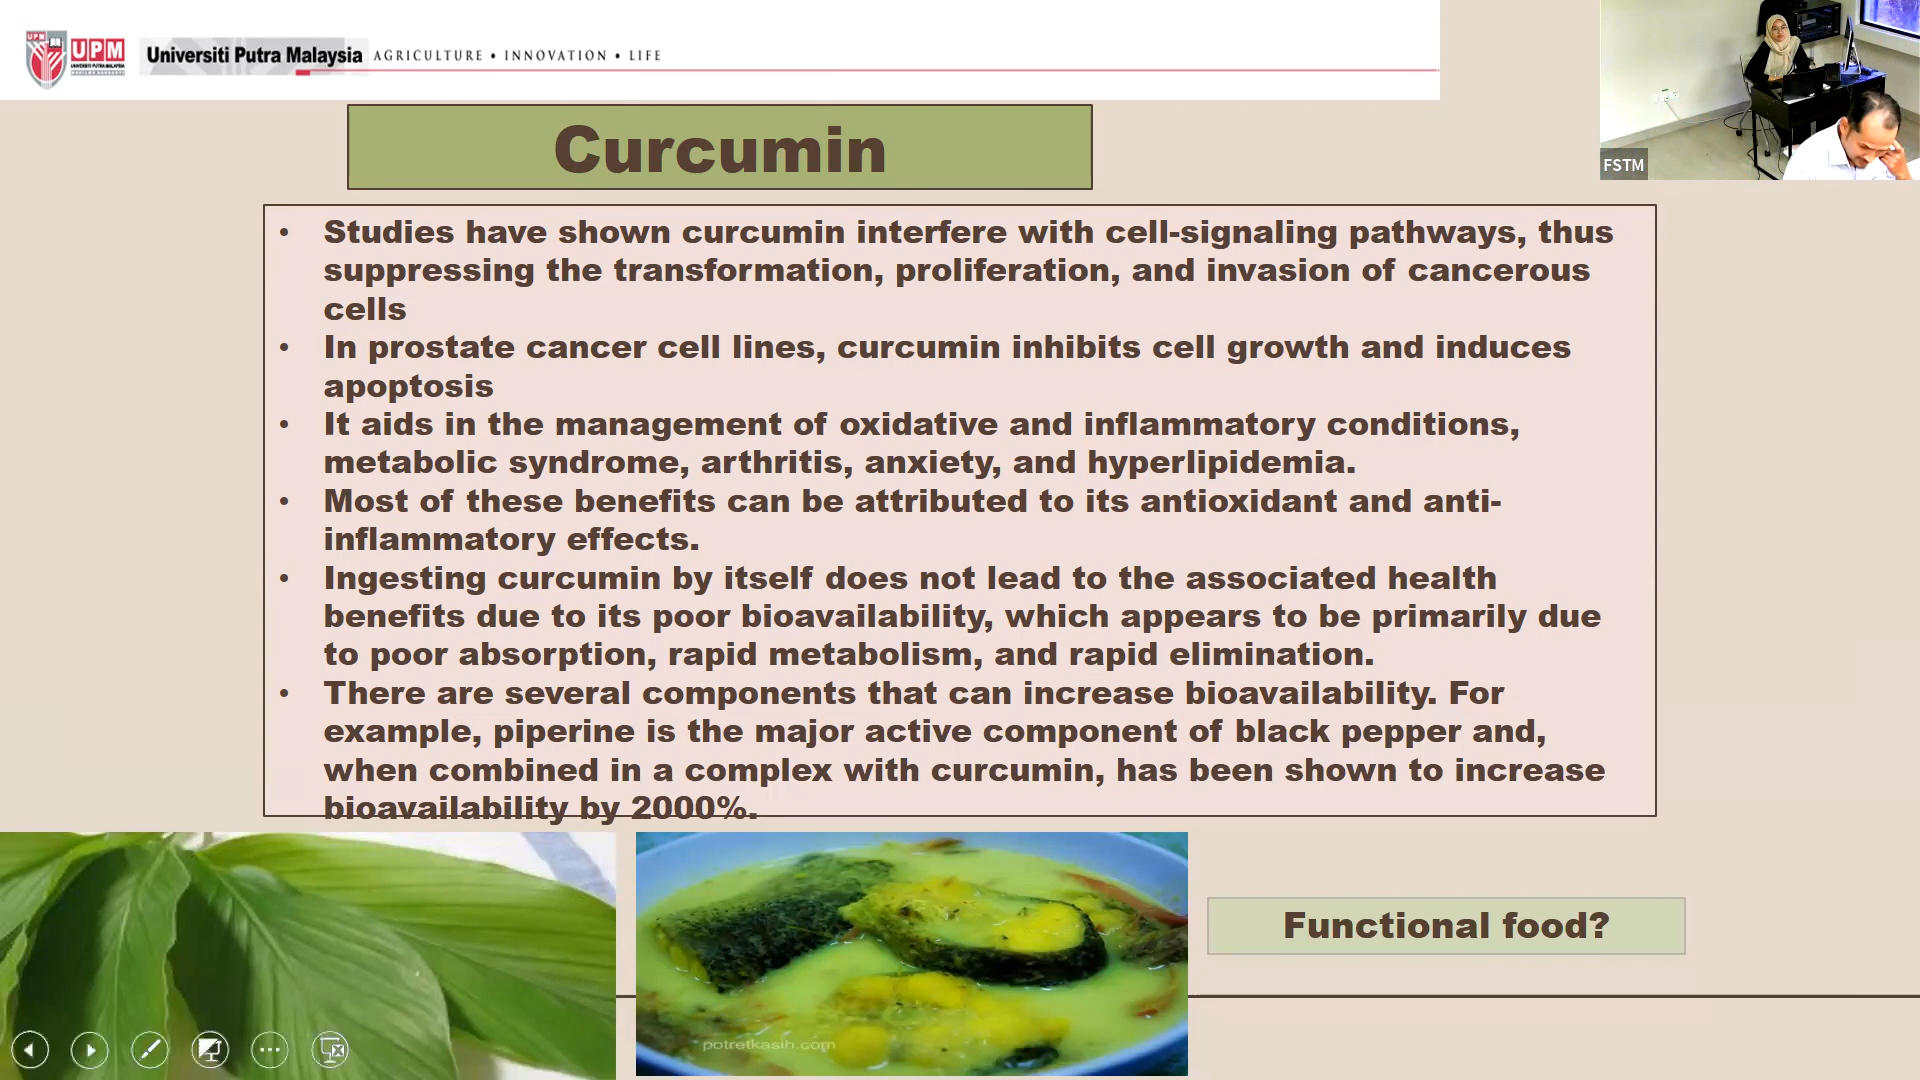 UPM
UPM
UNIVERSITI PUTRA MALAYSIA
Universiti Putra Malaysia
AGRICULTURE • INNOVATION • LIFE
FSTM
Curcumin
• Studies have shown curcumin interfere with cell-signaling pathways, thus
suppressing the transformation, proliferation, and invasion of cancerous
cells
• In prostate cancer cell lines, curcumin inhibits cell growth and induces
apoptosis
• It aids in the management of oxidative and inflammatory conditions,
metabolic syndrome, arthritis, anxiety, and hyperlipidemia.
• Most of these benefits can be attributed to its antioxidant and anti-
inflammatory effects.
• Ingesting curcumin by itself does not lead to the associated health
benefits due to its poor bioavailability, which appears to be primarily due
to poor absorption, rapid metabolism, and rapid elimination.
• There are several components that can increase bioavailability. For
example, piperine is the major active component of black pepper and,
when combined in a complex with curcumin, has been shown to increase
bioavailability by 2000%.
Functional food?
potretkasih.com